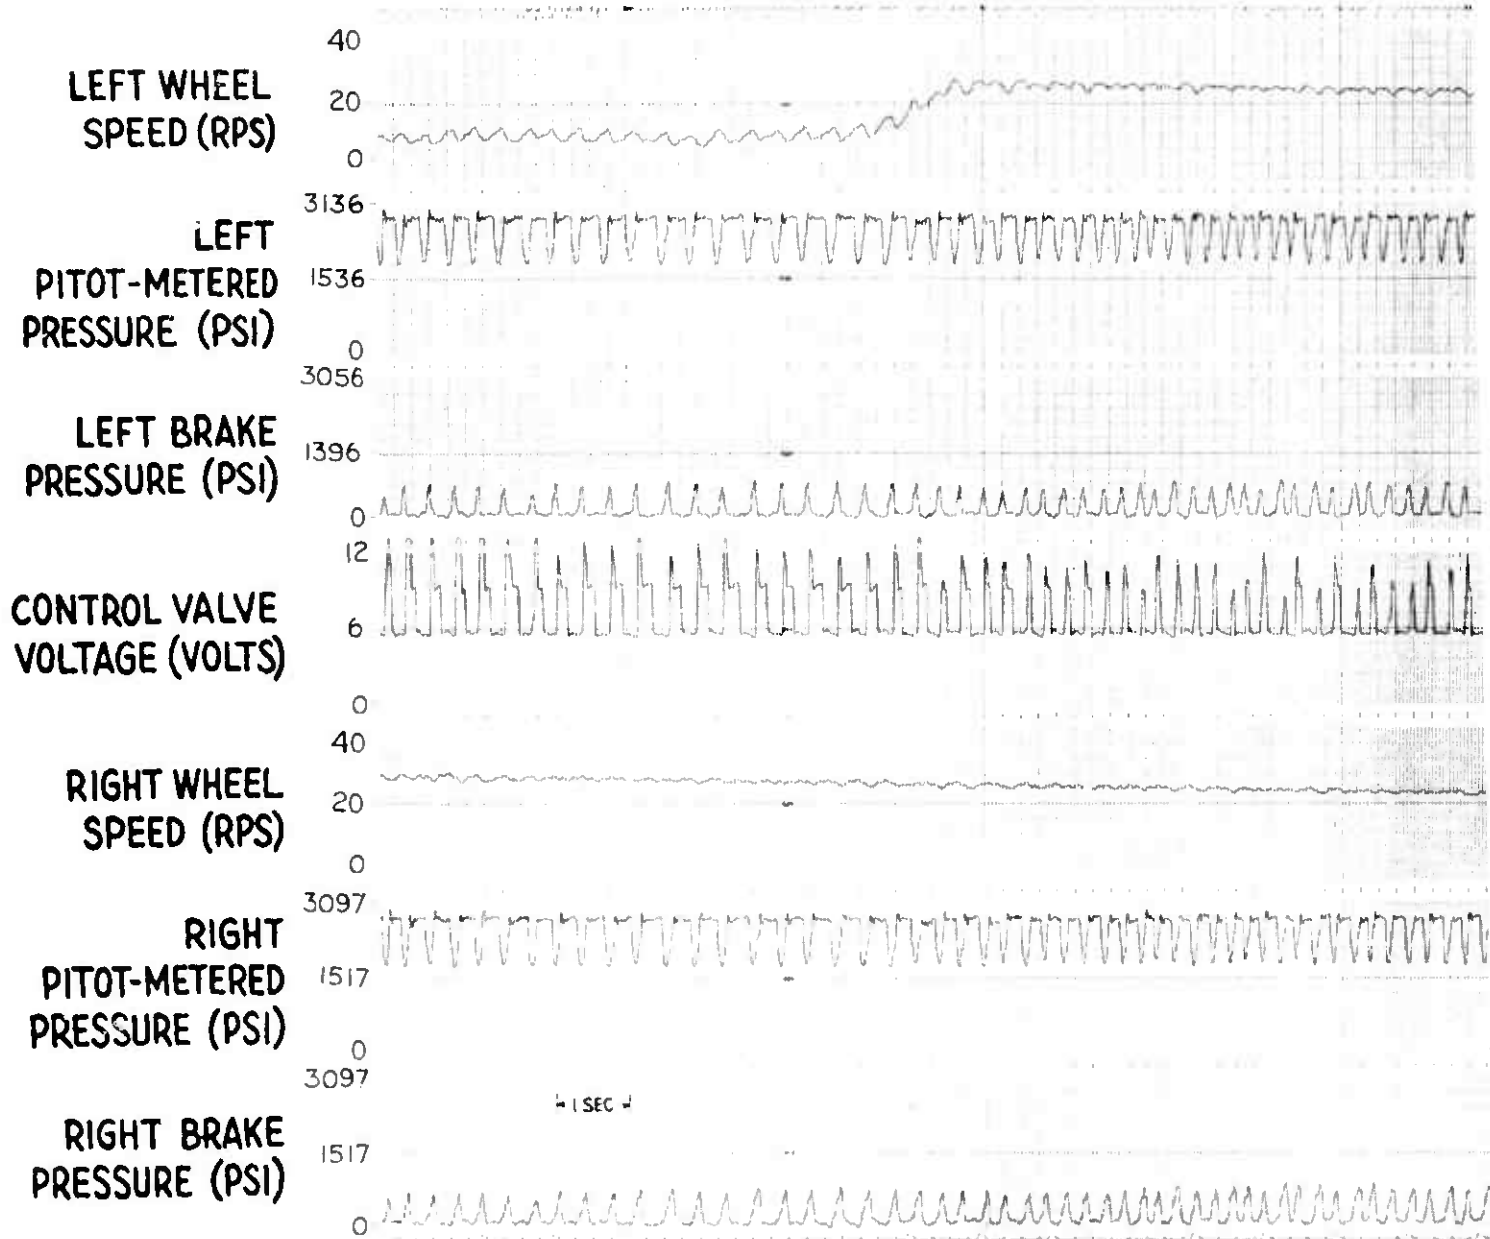 40
LEFT WHEEL
20
SPEED (RPS)
0
3136
LEFT
PITOT-METERED
1536
PRESSURE (PSI)
0
3056
LEFT BRAKE
1396
PRESSURE (PSI)
0
12
CONTROL VALVE
6
VOLTAGE (VOLTS)
0
40
RIGHT WHEEL
20
SPEED (RPS)
0
3097
RIGHT
PITOT-METERED
1517
PRESSURE (PSI)
0
3097
1 SEC
RIGHT BRAKE
1517
PRESSURE (PSI)
0